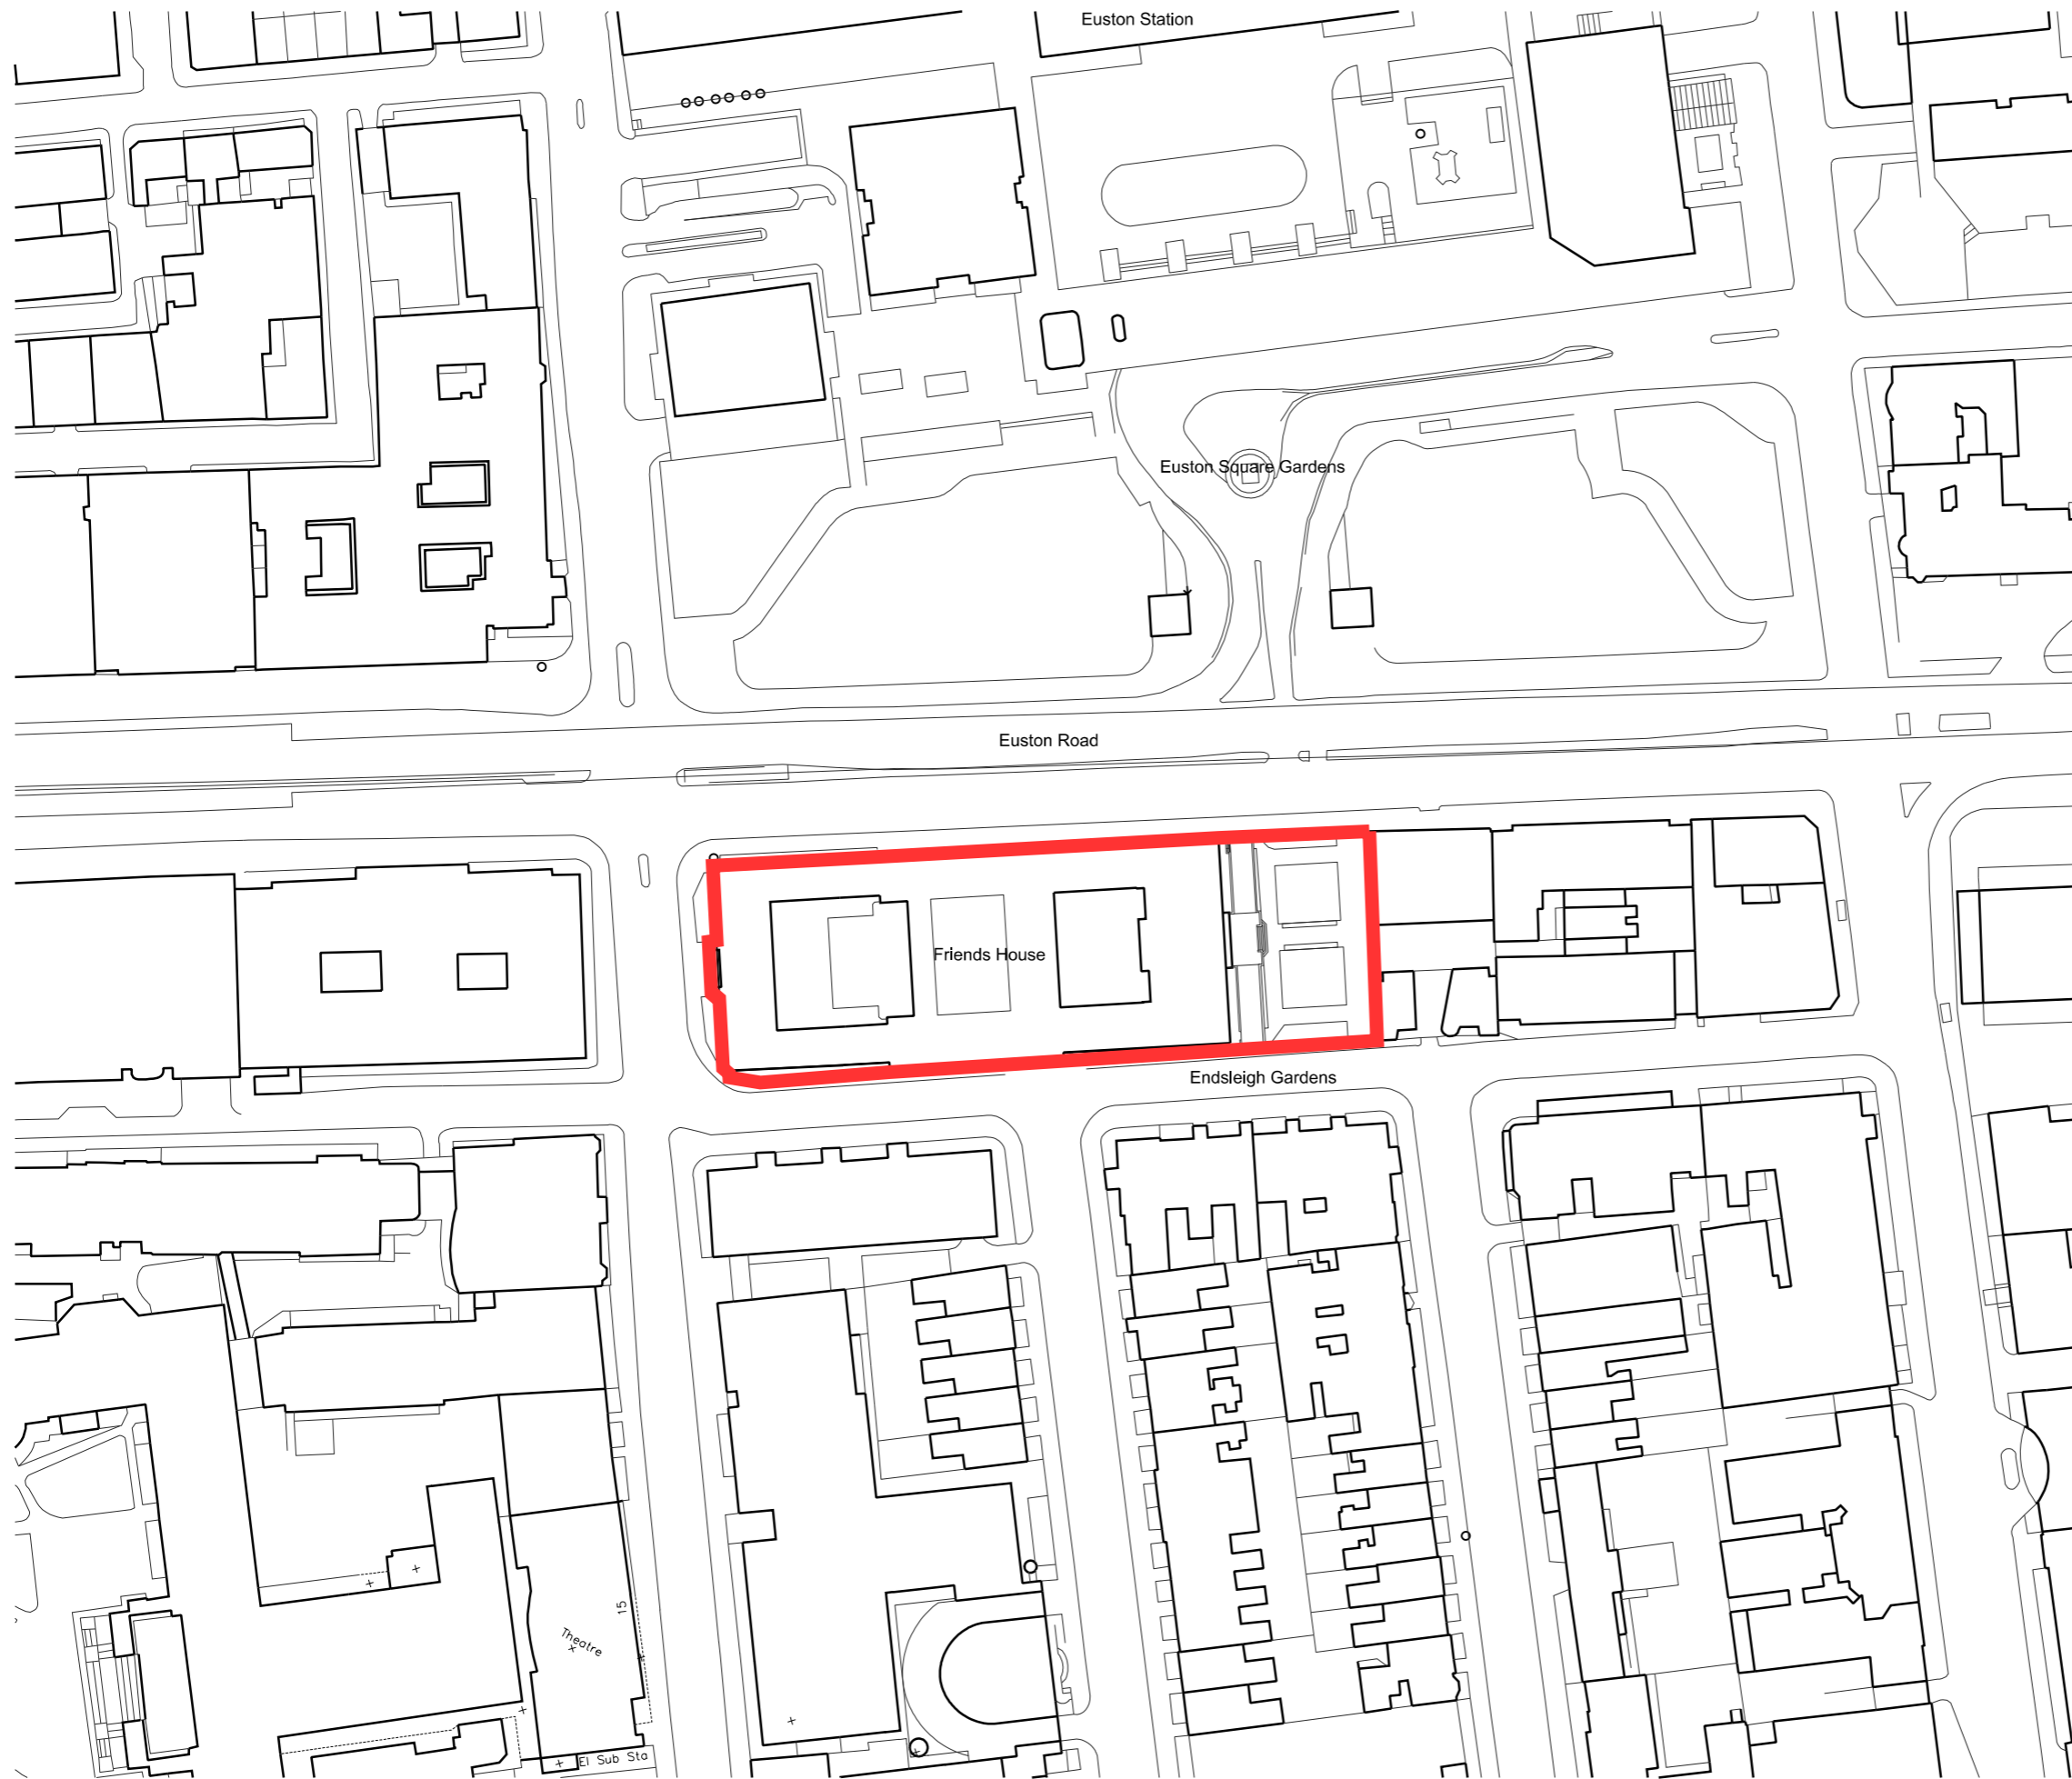 Euston Station
Euston Square Gardens
Euston Road
Friends House
Endsleigh Gardens
15
Theatre
El Sub Sta